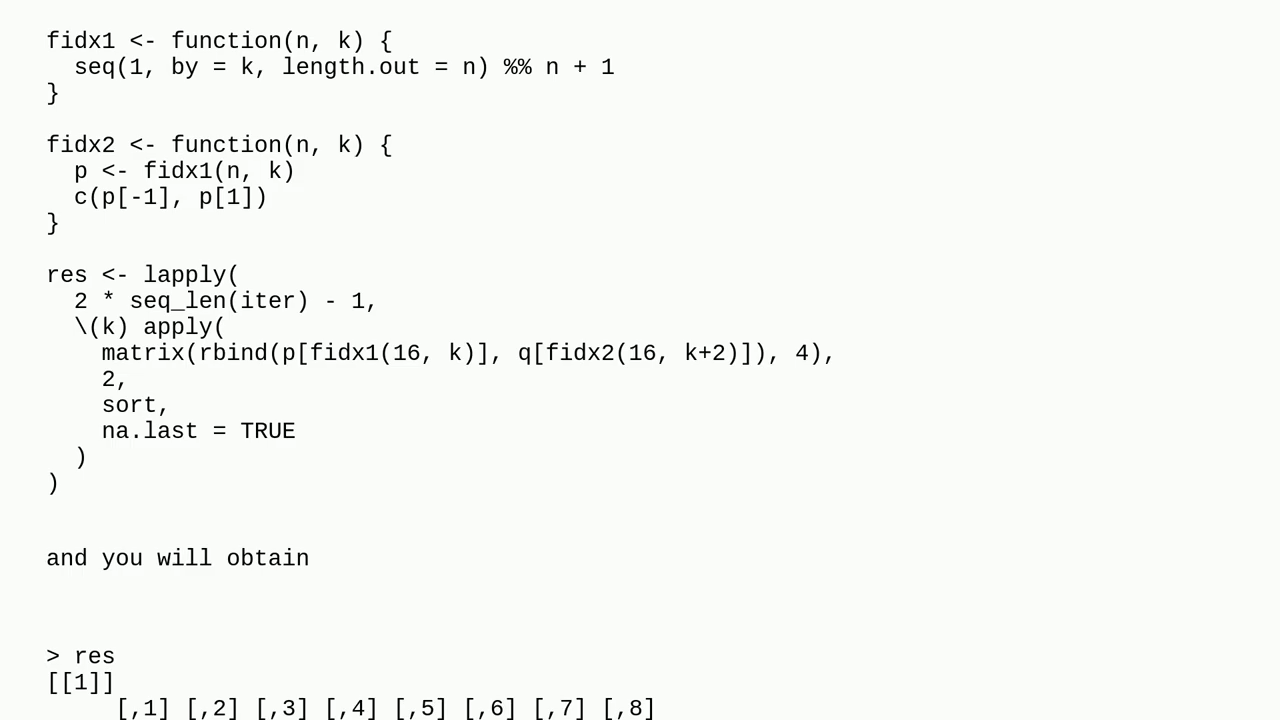 fidx1 <- function(n, k) {
  seq(1, by = k, length.out = n) %% n + 1
}

fidx2 <- function(n, k) {
  p <- fidx1(n, k)
  c(p[-1], p[1])
}

res <- lapply(
  2 * seq_len(iter) - 1,
  \(k) apply(
    matrix(rbind(p[fidx1(16, k)], q[fidx2(16, k+2)]), 4),
    2,
    sort,
    na.last = TRUE
  )
)

and you will obtain

> res
[[1]]
     [,1] [,2] [,3] [,4] [,5] [,6] [,7] [,8]